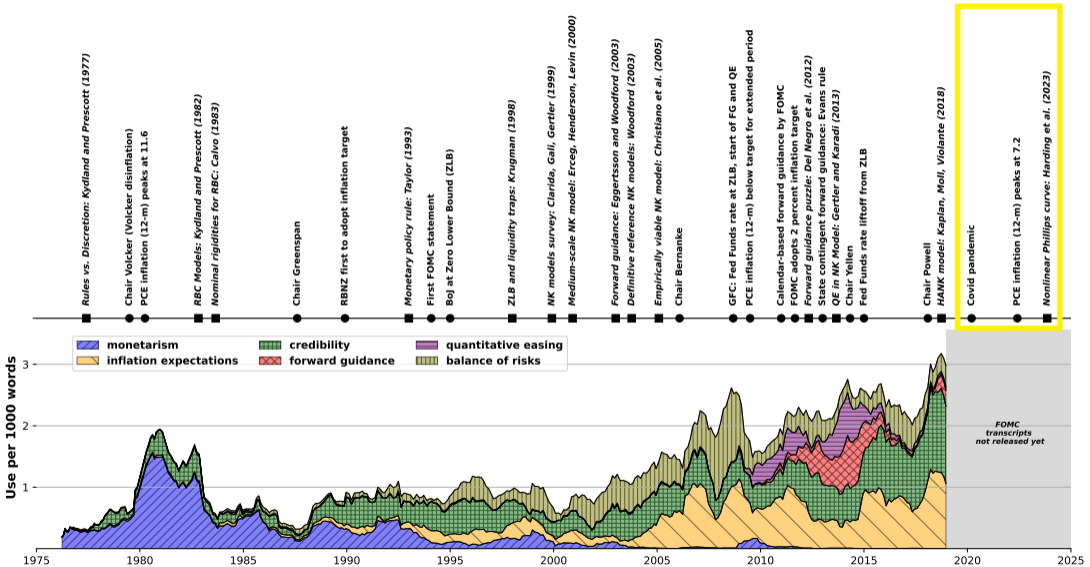 Rules vs. Discretion: Kydland and Prescott (1977)
Chair Volcker (Volcker disinflation)
PCE inflation (12-m) peaks at 11.6
RBC Models: Kydland and Prescott (1982)
Nominal rigidities for RBC: Calvo (1983)
Chair Greenspan
RBNZ first to adopt inflation target
Monetary policy rule: Taylor (1993)
First FOMC statement
BoJ at Zero Lower Bound (ZLB)
ZLB and liquidity traps: Krugman (1998)
NK models survey: Clarida, Gali, Gertler (1999)
Medium-scale NK model: Erceg, Henderson, Levin (2000)
Forward guidance: Eggertsson and Woodford (2003)
Definitive reference NK models: Woodford (2003)
Empirically viable NK model: Christiano et al. (2005)
Chair Bernanke
GFC: Fed Funds rate at ZLB, start of FG and QE
PCE inflation (12-m) below target for extended period
Calendar-based forward guidance by FOMC
FOMC adopts 2 percent inflation target
Forward guidance puzzle: Del Negro et al. (2012)
State contingent forward guidance: Evans rule
QE in NK Model: Gertler and Karadi (2013)
Chair Yellen
Fed Funds rate liftoff from ZLB
Chair Powell
HANK model: Kaplan, Moll, Violante (2018)
Covid pandemic
PCE inflation (12-m) peaks at 7.2
Nonlinear Phillips curve: Harding et al. (2023)
monetarism
inflation expectations
credibility
forward guidance
quantitative easing
balance of risks
Use per 1000 words
3
2
1
FOMC
transcripts
not released yet
1975 1980 1985 1990 1995 2000 2005 2010 2015 2020 2025